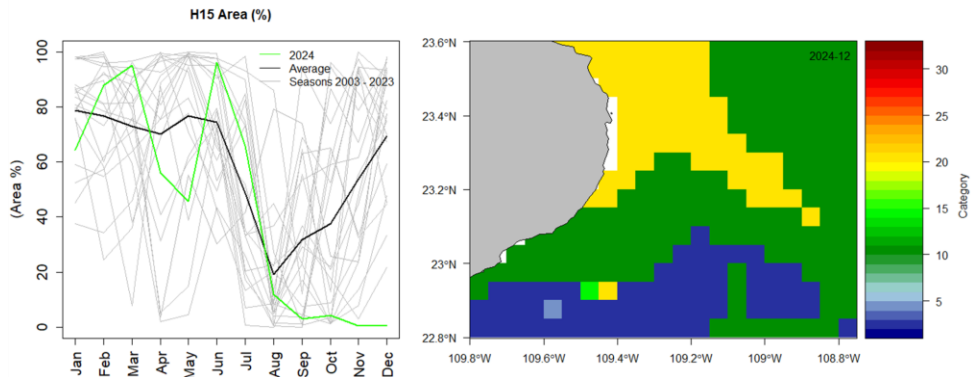 H15 Area (%)
(Area %)
100
80
60
40
20
0
2024
Average
Seasons 2003 - 2023
Jan
Feb
Mar
Apr
May
Jun
Jul
Aug
Sep
Oct
Nov
Dec
2024-12
23.6°N
23.4°N
23.2°N
23°N
22.8°N
109.8°W
109.6°W
109.4°W
109.2°W
109°W
108.8°W
30
25
20
15
10
5
Category